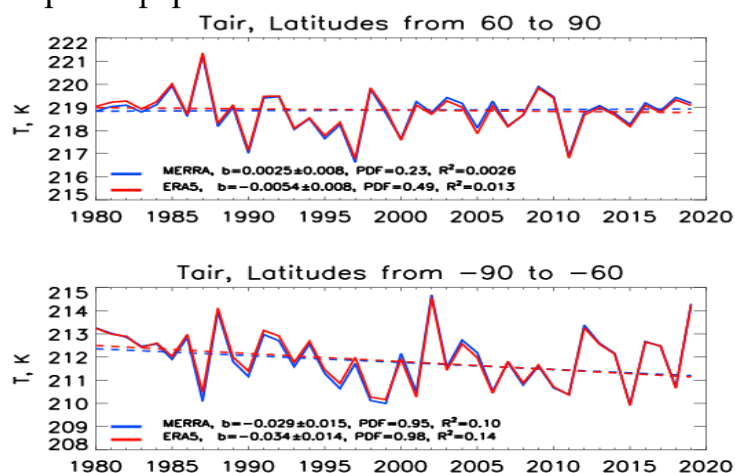 Tair, Latitudes from 60 to 90
T, K
222
221
220
219
218
217
216
215
MERRA, b=0.0025±0.008, PDF=0.23, R²=0.0026
ERA5, b=−0.0054±0.008, PDF=0.49, R²=0.013
1980 1985 1990 1995 2000 2005 2010 2015 2020
Tair, Latitudes from −90 to −60
T, K
215
214
213
212
211
210
209
208
MERRA, b=−0.029±0.015, PDF=0.95, R²=0.10
ERA5, b=−0.034±0.014, PDF=0.98, R²=0.14
1980 1985 1990 1995 2000 2005 2010 2015 2020